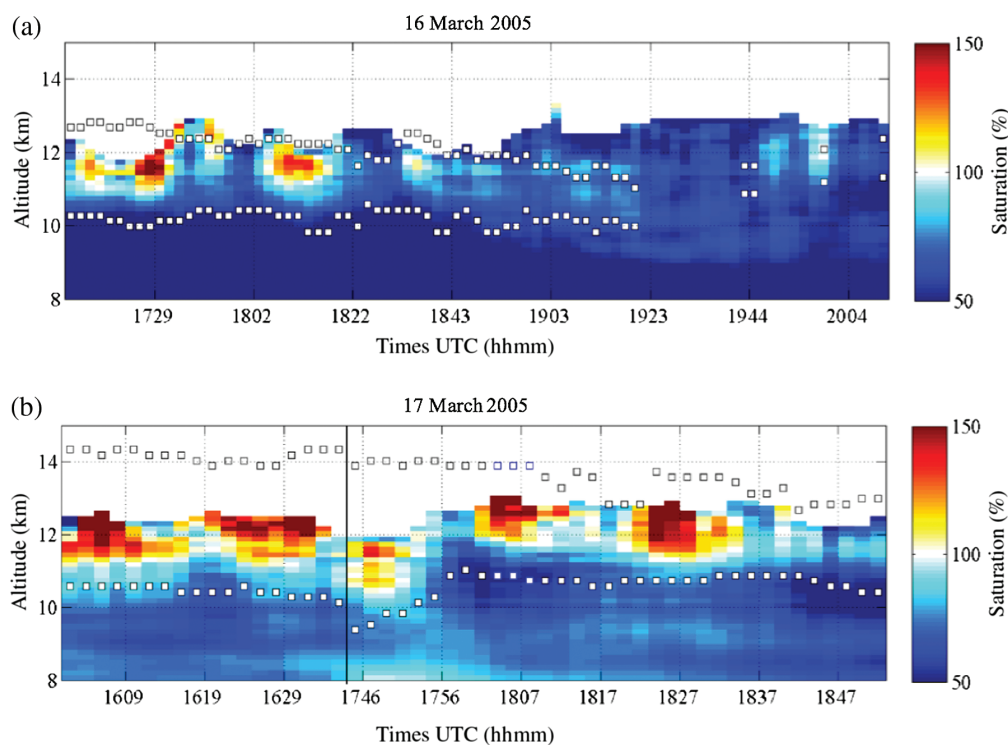 (a)
16 March 2005
14
12
10
8
Altitude (km)
1729 1802 1822 1843 1903 1923 1944 2004
Times UTC (hhmm)
150
100
50
Saturation (%)
(b)
17 March 2005
14
12
10
8
Altitude (km)
1609 1619 1629 1746 1756 1807 1817 1827 1837 1847
Times UTC (hhmm)
150
100
50
Saturation (%)